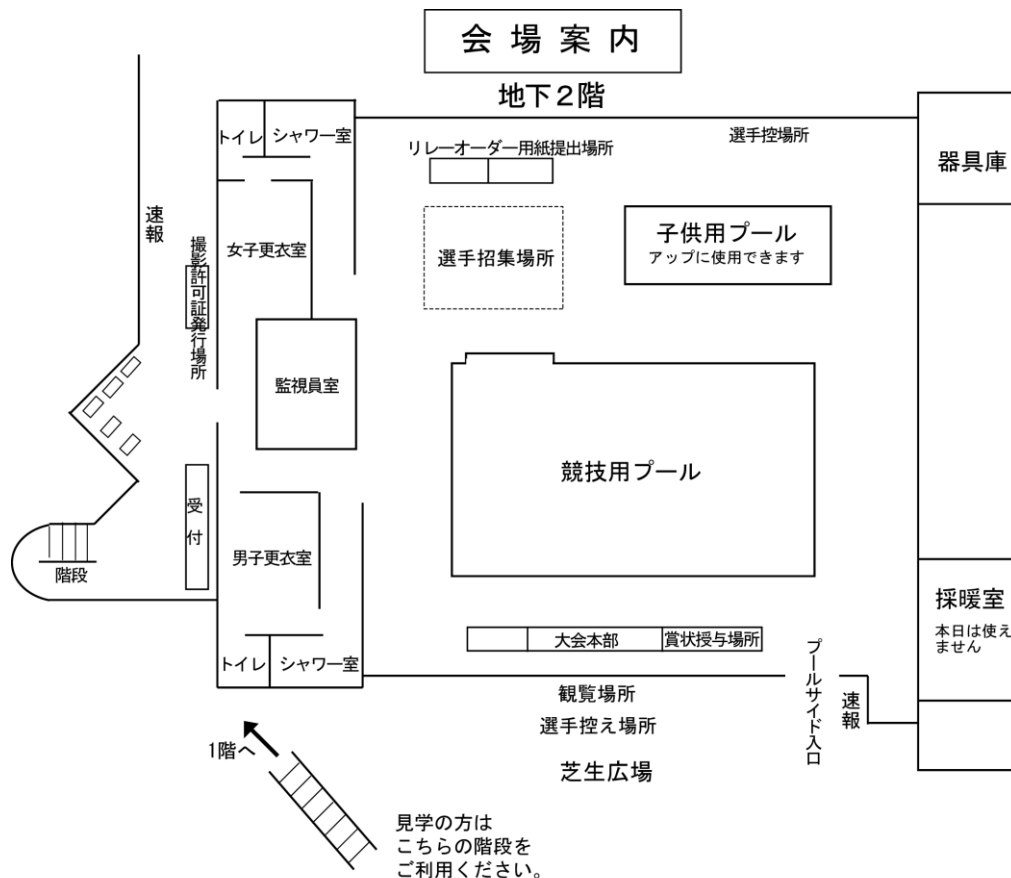 会場案内
地下２階
選手控場所
トイレ
シャワー室
リレーオーダー用紙提出場所
器具庫
速報
撮影許可証発行場所
女子更衣室
選手招集場所
子供用プール
アップに使用できます
監視員室
競技用プール
受付
男子更衣室
階段
採暖室
本日は使え
ません
大会本部
賞状授与場所
プールサイド入口
トイレ
シャワー室
観覧場所
速報
選手控え場所
1階へ
芝生広場
見学の方は
こちらの階段を
ご利用ください。